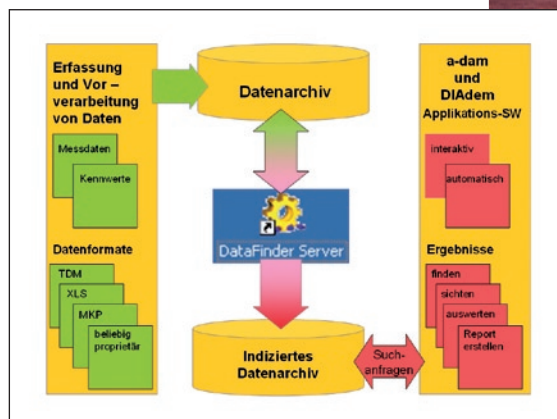 Erfassung
und Vor –
verarbeitung
von Daten
Messdaten
Kennwerte
Datenformate
TDM
XLS
MKP
beliebig
proprietär
Datenarchiv
DataFinder Server
Indiziertes
Datenarchiv
Such-
anfragen
a-dam
und
DIAdem
Applikations-SW
interaktiv
automatisch
Ergebnisse
finden
sichten
auswerten
Report
erstellen